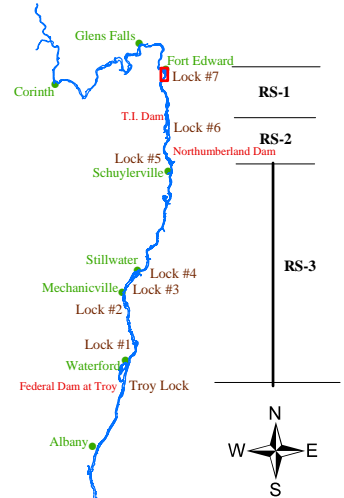 Glens Falls
Fort Edward
Lock #7
Corinth
RS-1
T.I. Dam
Lock #6
RS-2
Northumberland Dam
Lock #5
Schuylerville
Stillwater
RS-3
Lock #4
Mechanicville
Lock #3
Lock #2
Lock #1
Waterford
Federal Dam at Troy
Troy Lock
N
Albany
W
E
S